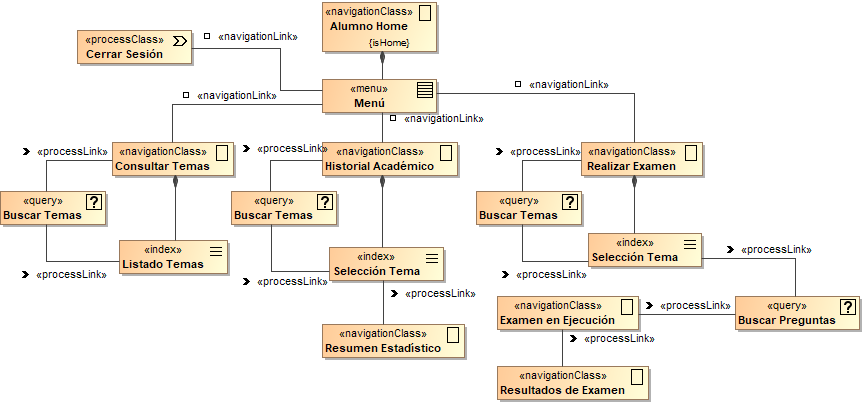 «navigationClass»
Alumno Home
{isHome}
«processClass»
Cerrar Sesión
«navigationLink»
«menu»
Menú
«navigationLink»
«navigationLink»
«navigationLink»
«processLink»
«navigationClass»
Consultar Temas
«processLink»
«navigationClass»
Historial Académico
«processLink»
«navigationClass»
Realizar Examen
«query»
Buscar Temas
?
«query»
Buscar Temas
?
«query»
Buscar Temas
?
«index»
Listado Temas
«processLink»
«index»
Selección Tema
«processLink»
«index»
Selección Tema
«processLink»
«processLink»
«processLink»
«navigationClass»
Resumen Estadístico
«navigationClass»
Examen en Ejecución
«processLink»
«query»
Buscar Preguntas
?
«processLink»
«navigationClass»
Resultados de Examen